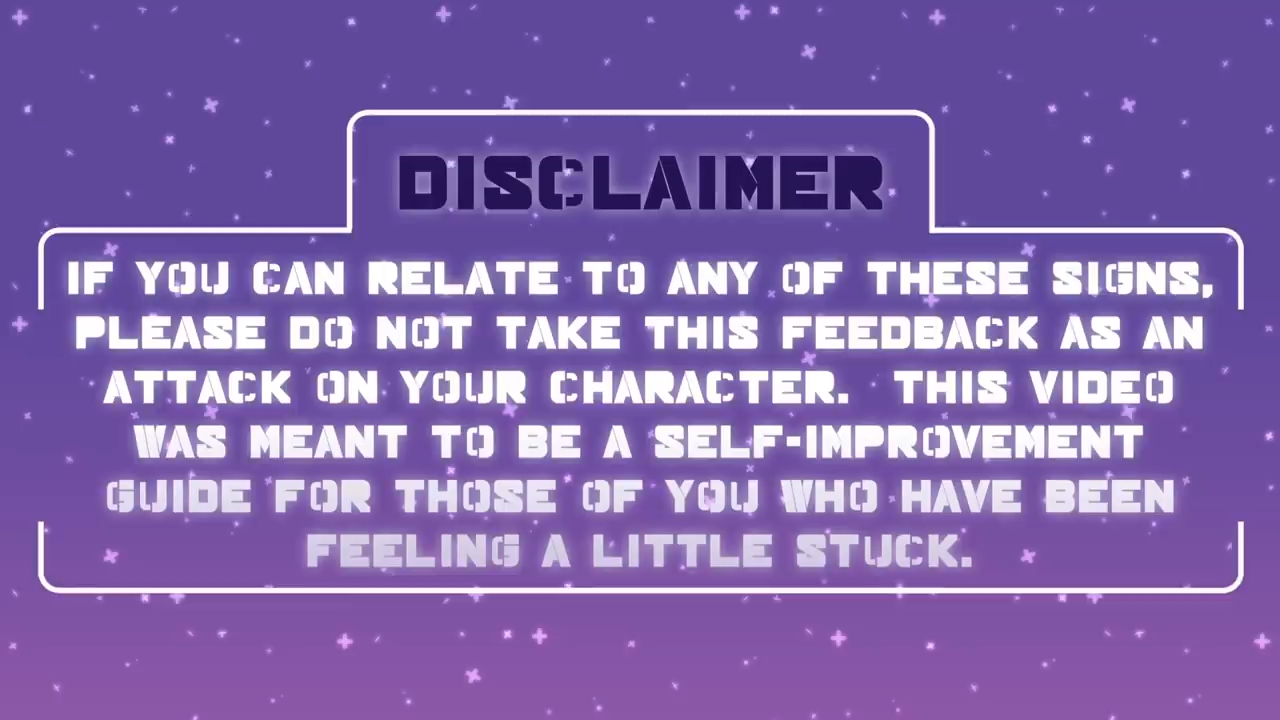 DISCLAIMER
IF YOU CAN RELATE TO ANY OF THESE SIGNS,
PLEASE DO NOT TAKE THIS FEEDBACK AS AN
ATTACK ON YOUR CHARACTER. THIS VIDEO
WAS MEANT TO BE A SELF-IMPROVEMENT
GUIDE FOR THOSE OF YOU WHO HAVE BEEN
FEELING A LITTLE STUCK.